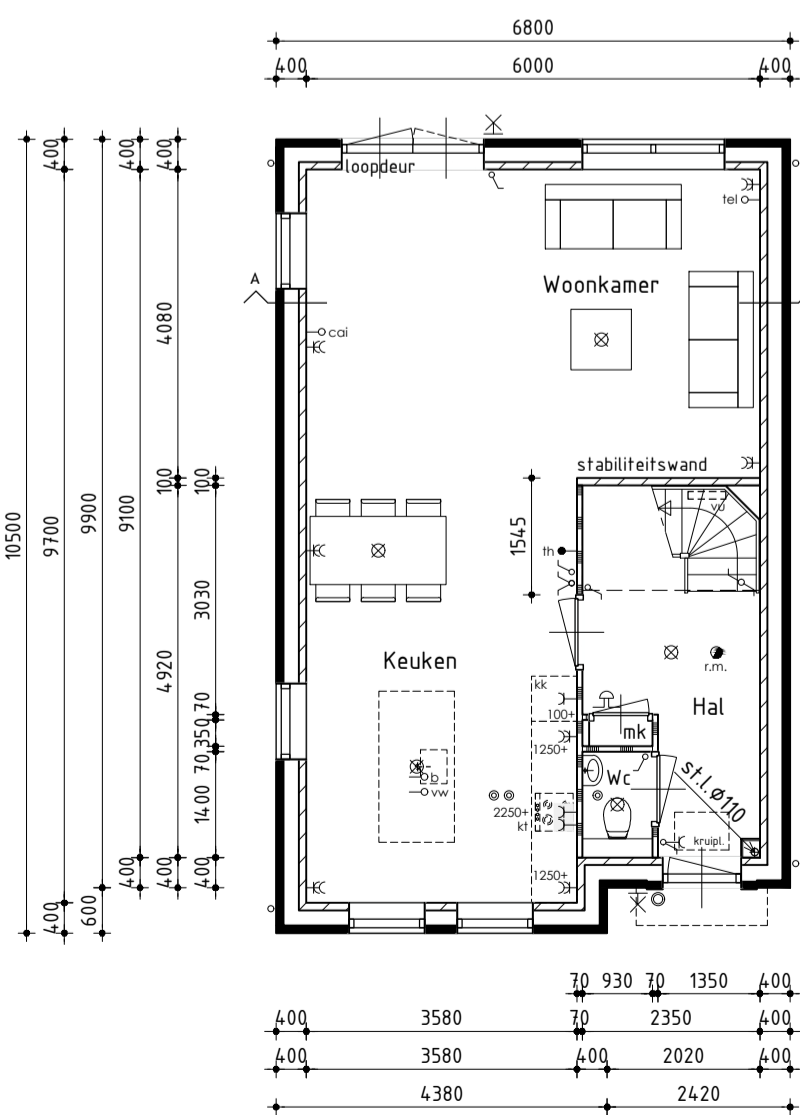 6800
400 6000 400
400 400 400
loopdeur
tel
A
Woonkamer
4080
cai
stabiliteitswand
100 100
vu
10500 9700 9900 9100
1545
th
3030
4920
Keuken
r.m.
kk
Hal
100+
mk
70
350
1250+
70
Wc
st.l.ø110
b
vw
1400
2250+
kt
kruipl.
400 400 400
1250+
400 600
70 930 70 1350 400
400 3580 70 2350 400
400 3580 400 2020 400
4380 2420